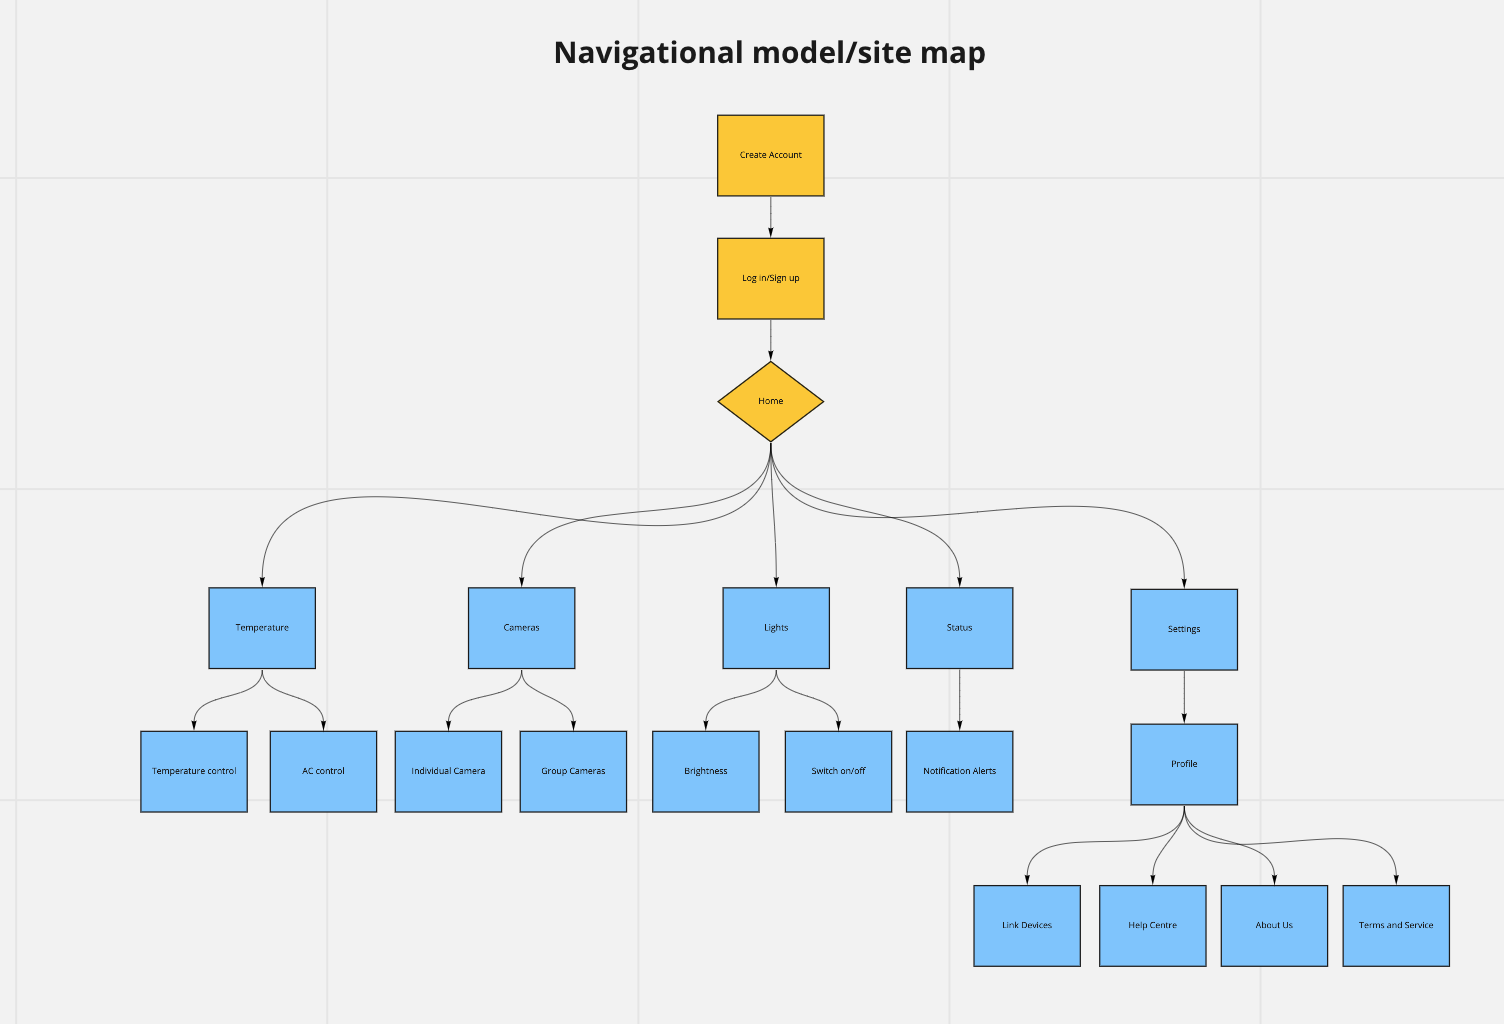 Navigational model/site map
Create Account
Log in/Sign up
Home
Temperature
Cameras
Lights
Status
Settings
Temperature control
AC control
Individual Camera
Group Cameras
Brightness
Switch on/off
Notification Alerts
Profile
Link Devices
Help Centre
About Us
Terms and Service